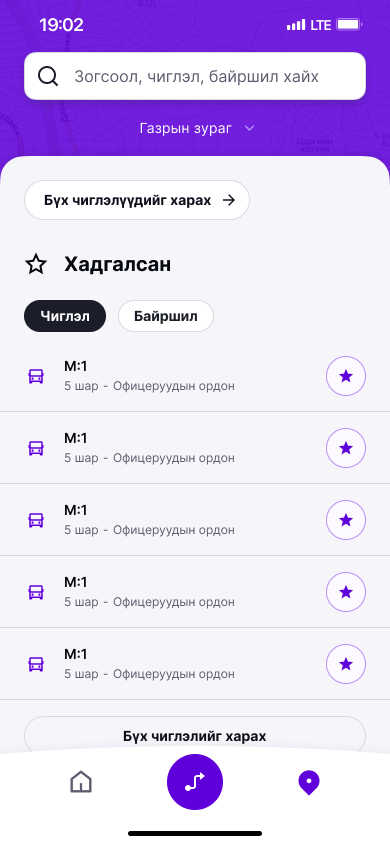 19:02
LTE
Зогсоол, чиглэл, байршил хайх
Газрын зураг
Бүх чиглэлүүдийг харах
Хадгалсан
Чиглэл
Байршил
М:1
5 шар - Офицеруудын ордон
М:1
5 шар - Офицеруудын ордон
М:1
5 шар - Офицеруудын ордон
М:1
5 шар - Офицеруудын ордон
М:1
5 шар - Офицеруудын ордон
Бүх чиглэлийг харах